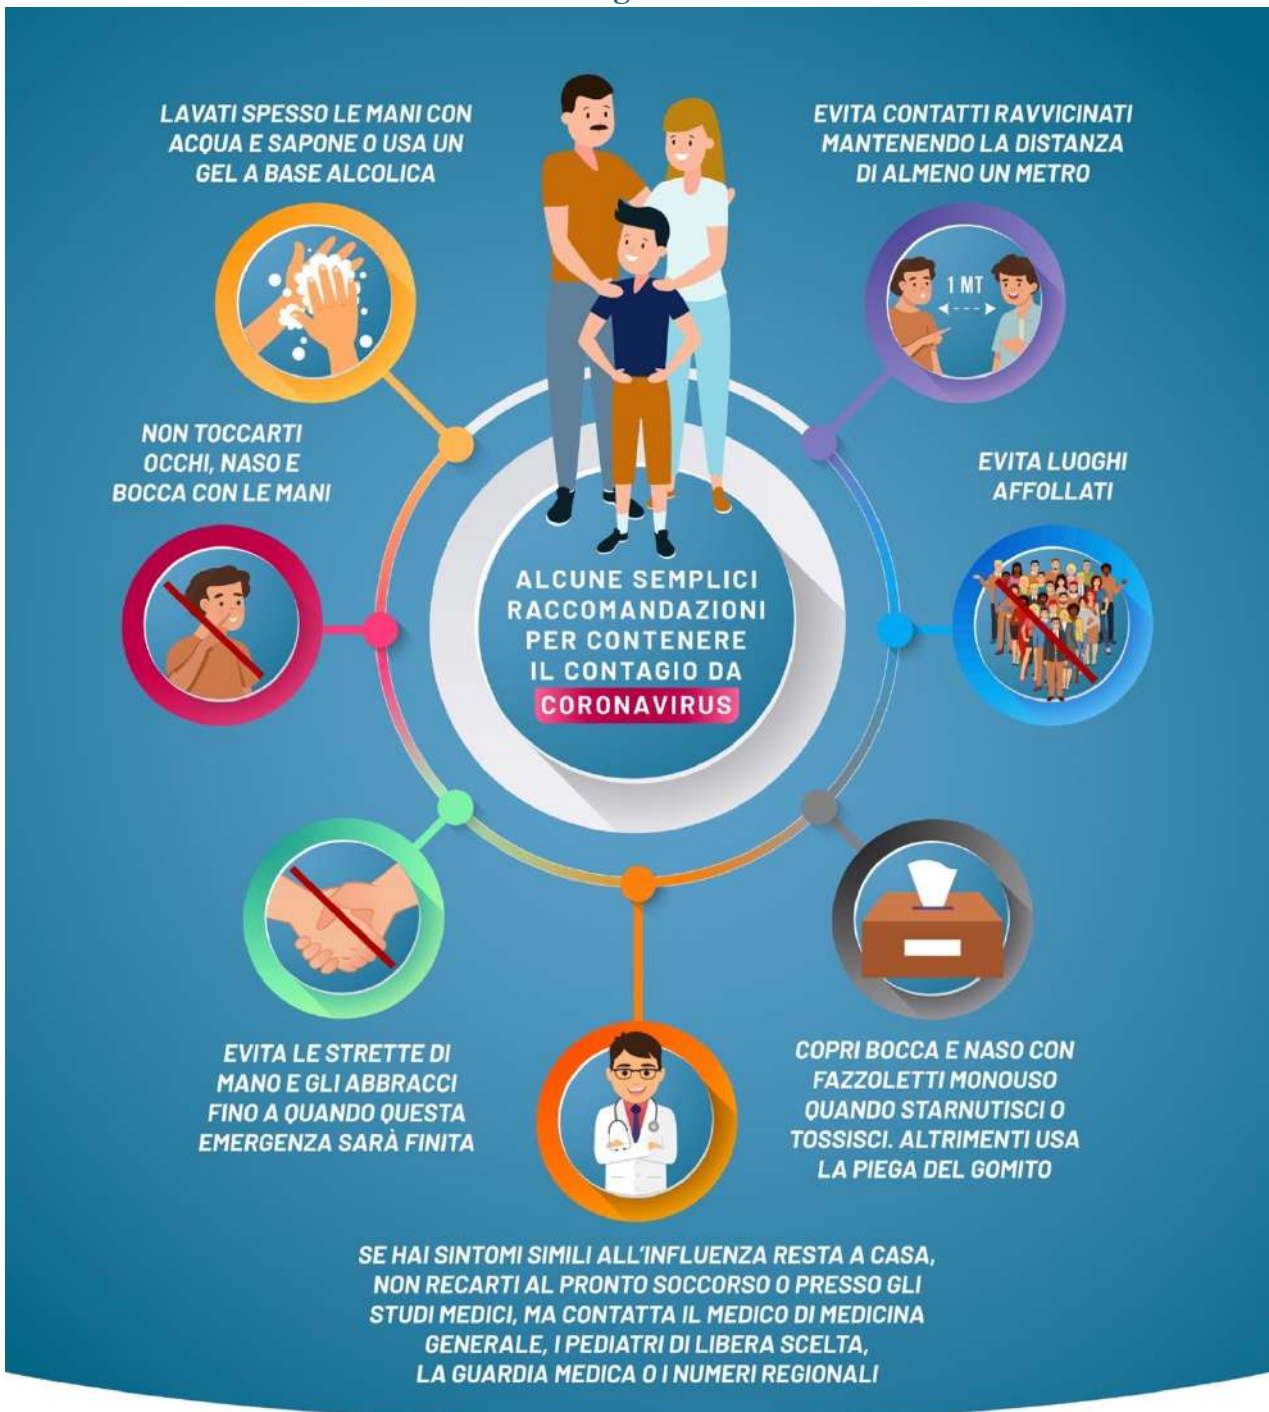 LAVATI SPESSO LE MANI CON
ACQUA E SAPONE O USA UN
GEL A BASE ALCOLICA
EVITA CONTATTI RAVVICINATI
MANTENENDO LA DISTANZA
DI ALMENO UN METRO
1 MT
NON TOCCARTI
OCCHI, NASO E
BOCCA CON LE MANI
EVITA LUOGHI
AFFOLLATI
ALCUNE SEMPLICI
RACCOMANDAZIONI
PER CONTENERE
IL CONTAGIO DA
CORONAVIRUS
EVITA LE STRETTE DI
MANO E GLI ABBRACCI
FINO A QUANDO QUESTA
EMERGENZA SARÀ FINITA
COPRI BOCCA E NASO CON
FAZZOLETTI MONOUSO
QUANDO STARNUTISCI O
TOSSISCI. ALTRIMENTI USA
LA PIEGA DEL GOMITO
SE HAI SINTOMI SIMILI ALL'INFLUENZA RESTA A CASA,
NON RECARTI AL PRONTO SOCCORSO O PRESSO GLI
STUDI MEDICI, MA CONTATTA IL MEDICO DI MEDICINA
GENERALE, I PEDIATRI DI LIBERA SCELTA,
LA GUARDIA MEDICA O I NUMERI REGIONALI